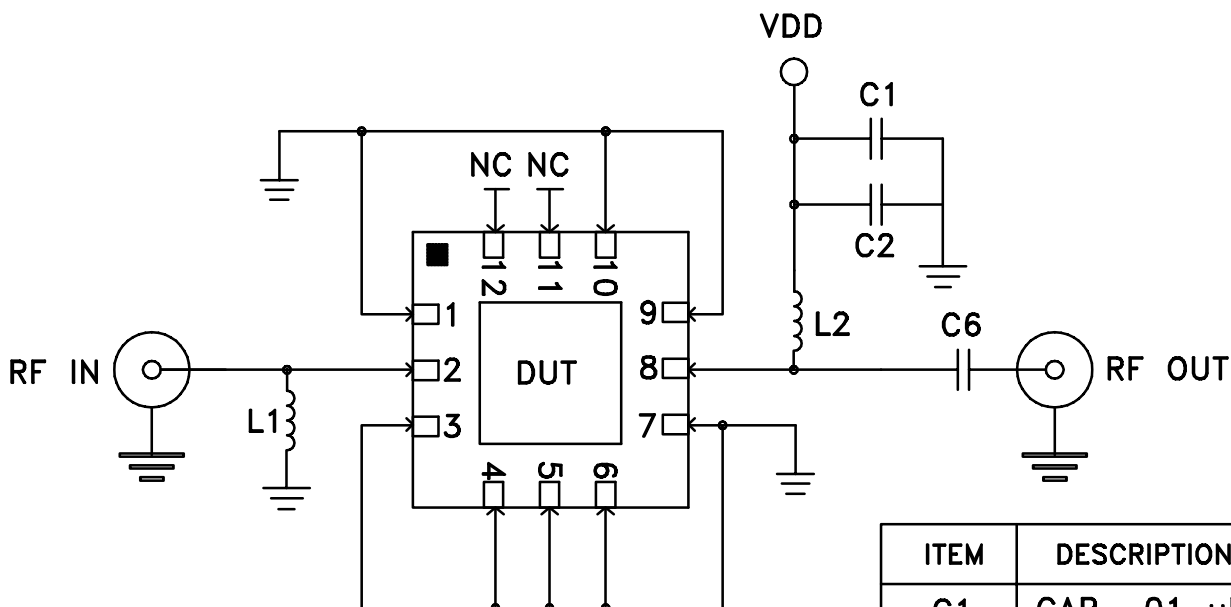 VDD
C1
NC NC
C2
12 11 10
1
9
L2
C6
RF IN
2
DUT
8
RF OUT
L1
3
7
4 5 6
ITEM DESCRIPTION
C1